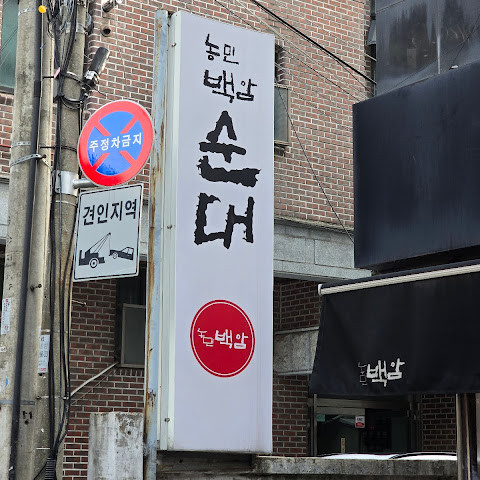 농민
백암
순대
주정차금지
견인지역
농민 백암
농민 백암